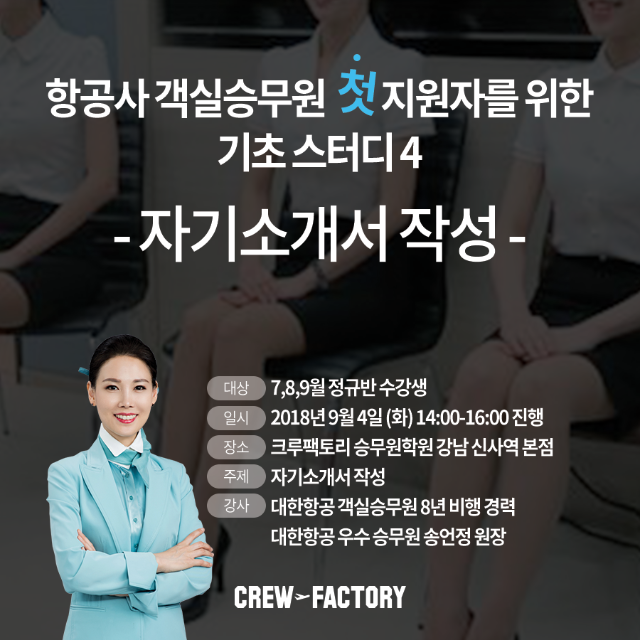 항공사 객실승무원 첫 지원자를 위한
기초 스터디 4
- 자기소개서 작성 -
대상 7,8,9월 정규반 수강생
일시 2018년 9월 4일 (화) 14:00-16:00 진행
장소 크루팩토리 승무원학원 강남 신사역 본점
주제 자기소개서 작성
강사 대한항공 객실승무원 8년 비행 경력
대한항공 우수 승무원 송언정 원장
CREW FACTORY